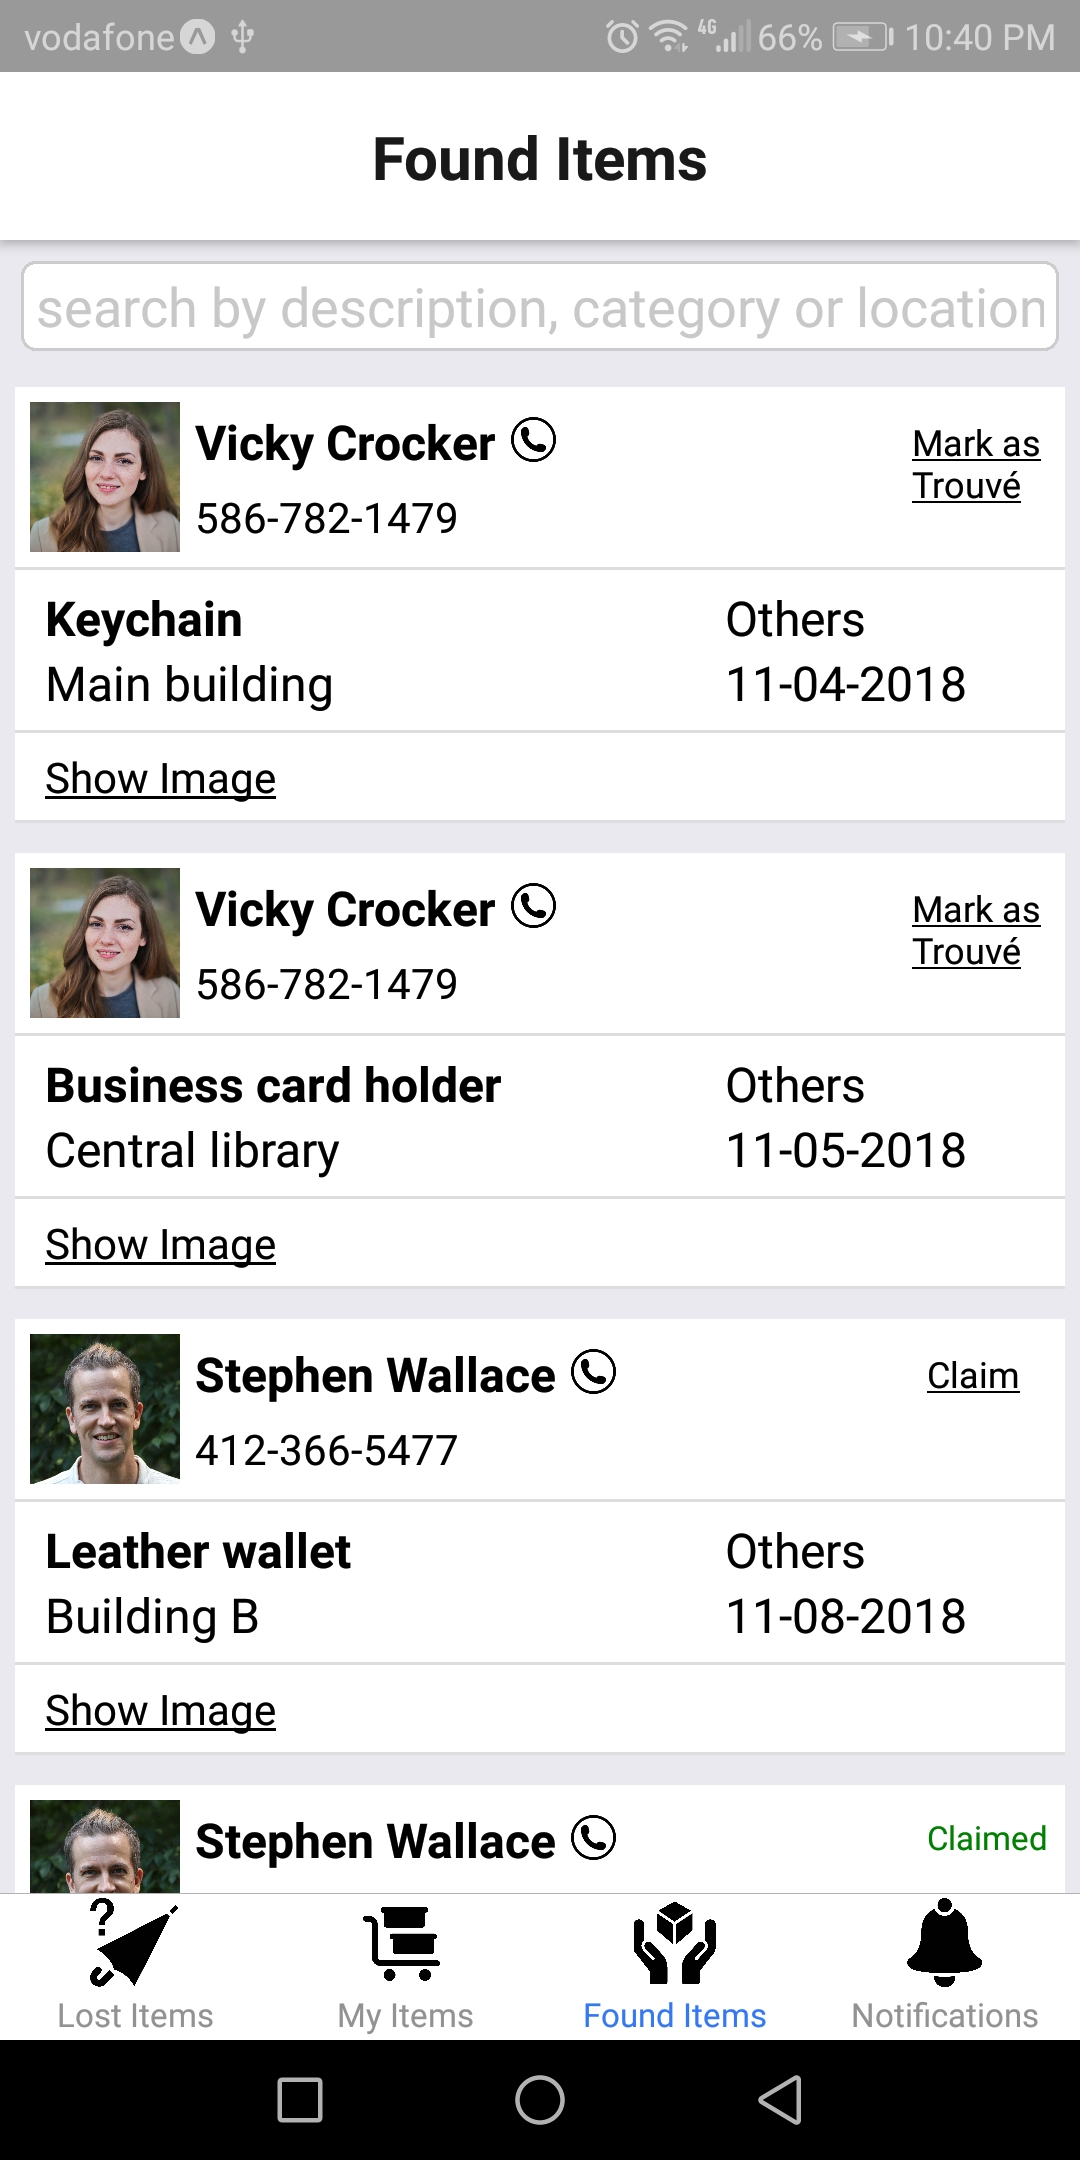 vodafone 4G 66% 10:40 PM
Found Items
search by description, category or location
Vicky Crocker
586-782-1479
Mark as
Trouvé
Keychain
Main building
Others
11-04-2018
Show Image
Vicky Crocker
586-782-1479
Mark as
Trouvé
Business card holder
Central library
Others
11-05-2018
Show Image
Stephen Wallace
412-366-5477
Claim
Leather wallet
Building B
Others
11-08-2018
Show Image
Stephen Wallace
Claimed
Lost Items
My Items
Found Items
Notifications